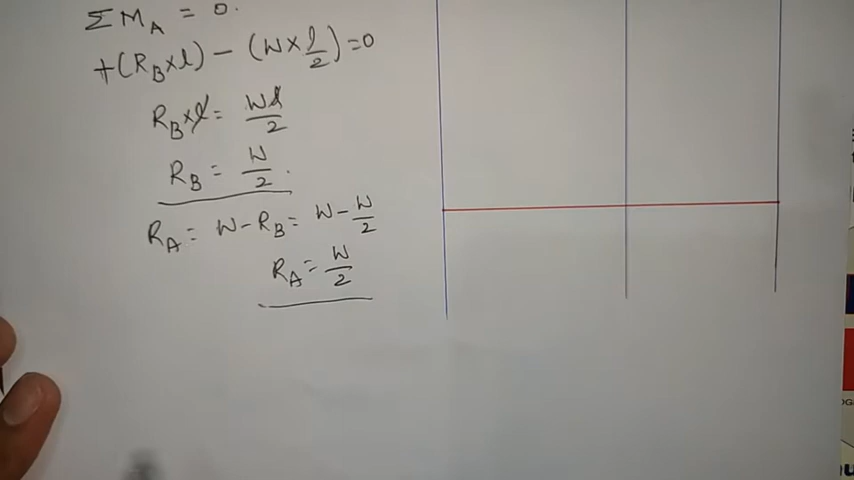 ΣM_A = 0.
+(R_B×l) − (W×l/2)=0
R_B×l = Wl/2
R_B = W/2.
R_A = W−R_B = W−W/2
R_A = W/2